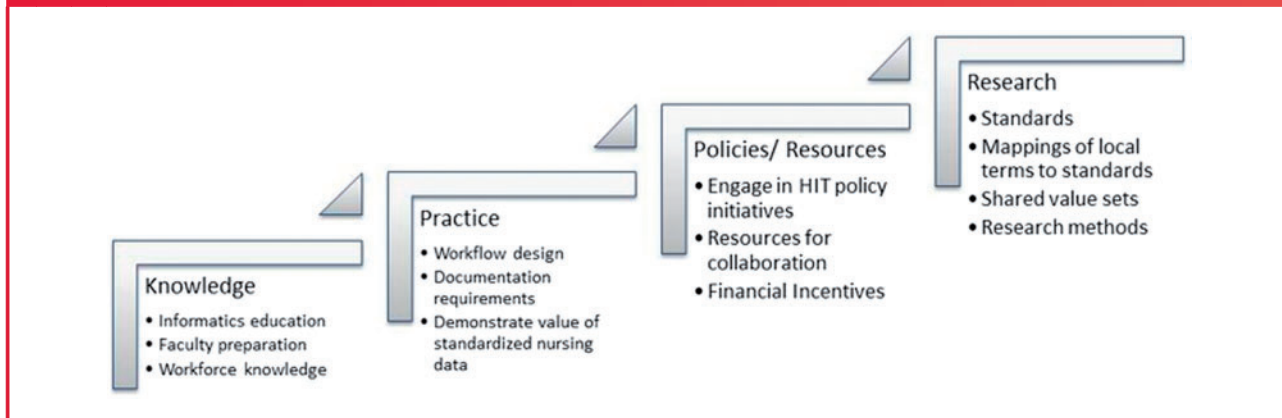 Knowledge
• Informatics education
• Faculty preparation
• Workforce knowledge
Practice
• Workflow design
• Documentation
requirements
• Demonstrate value of
standardized nursing
data
Policies/ Resources
• Engage in HIT policy
initiatives
• Resources for
collaboration
• Financial Incentives
Research
• Standards
• Mappings of local
terms to standards
• Shared value sets
• Research methods